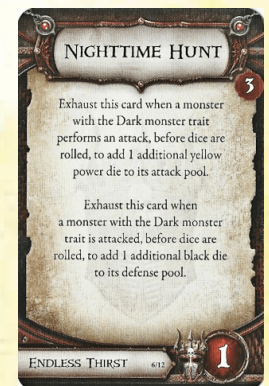 NIGHTTIME HUNT
3
Exhaust this card when a monster
with the Dark monster trait
performs an attack, before dice are
rolled, to add 1 additional yellow
power die to its attack pool.
Exhaust this card when
a monster with the Dark monster
trait is attacked, before dice are
rolled, to add 1 additional black die
to its defense pool.
ENDLESS THIRST 6/12
1